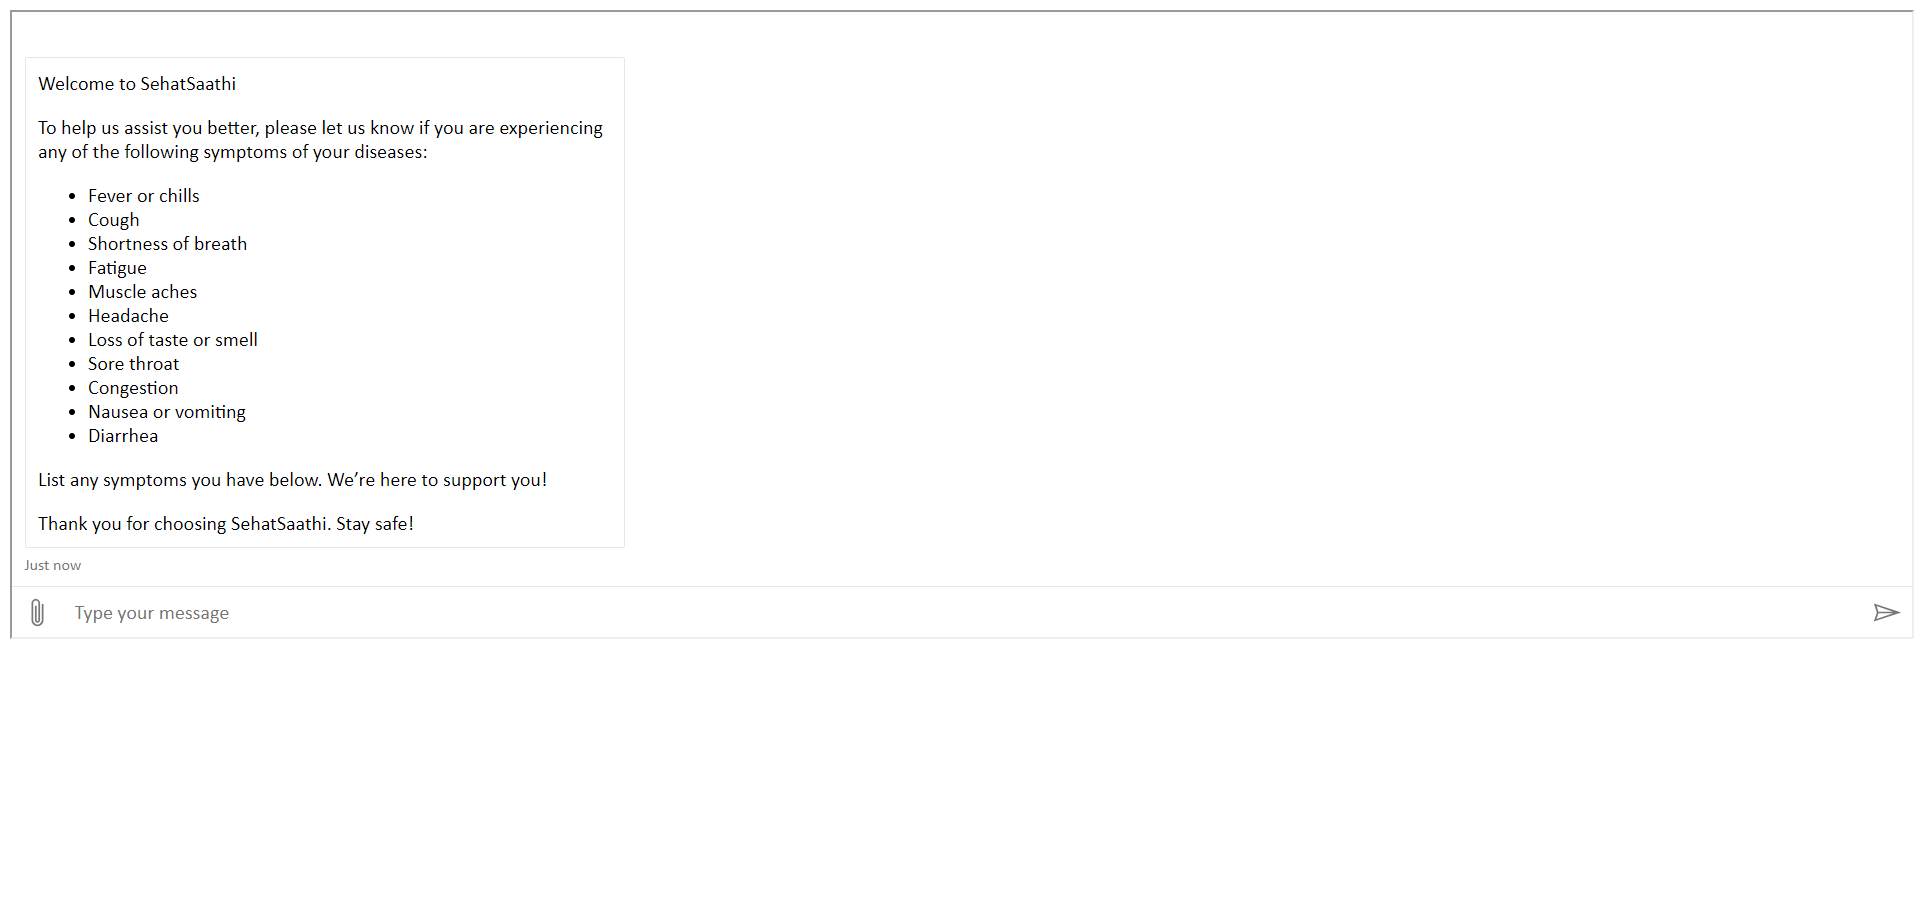 Welcome to SehatSaathi
To help us assist you better, please let us know if you are experiencing
any of the following symptoms of your diseases:
• Fever or chills
• Cough
• Shortness of breath
• Fatigue
• Muscle aches
• Headache
• Loss of taste or smell
• Sore throat
• Congestion
• Nausea or vomiting
• Diarrhea
List any symptoms you have below. We’re here to support you!
Thank you for choosing SehatSaathi. Stay safe!
Just now
Type your message